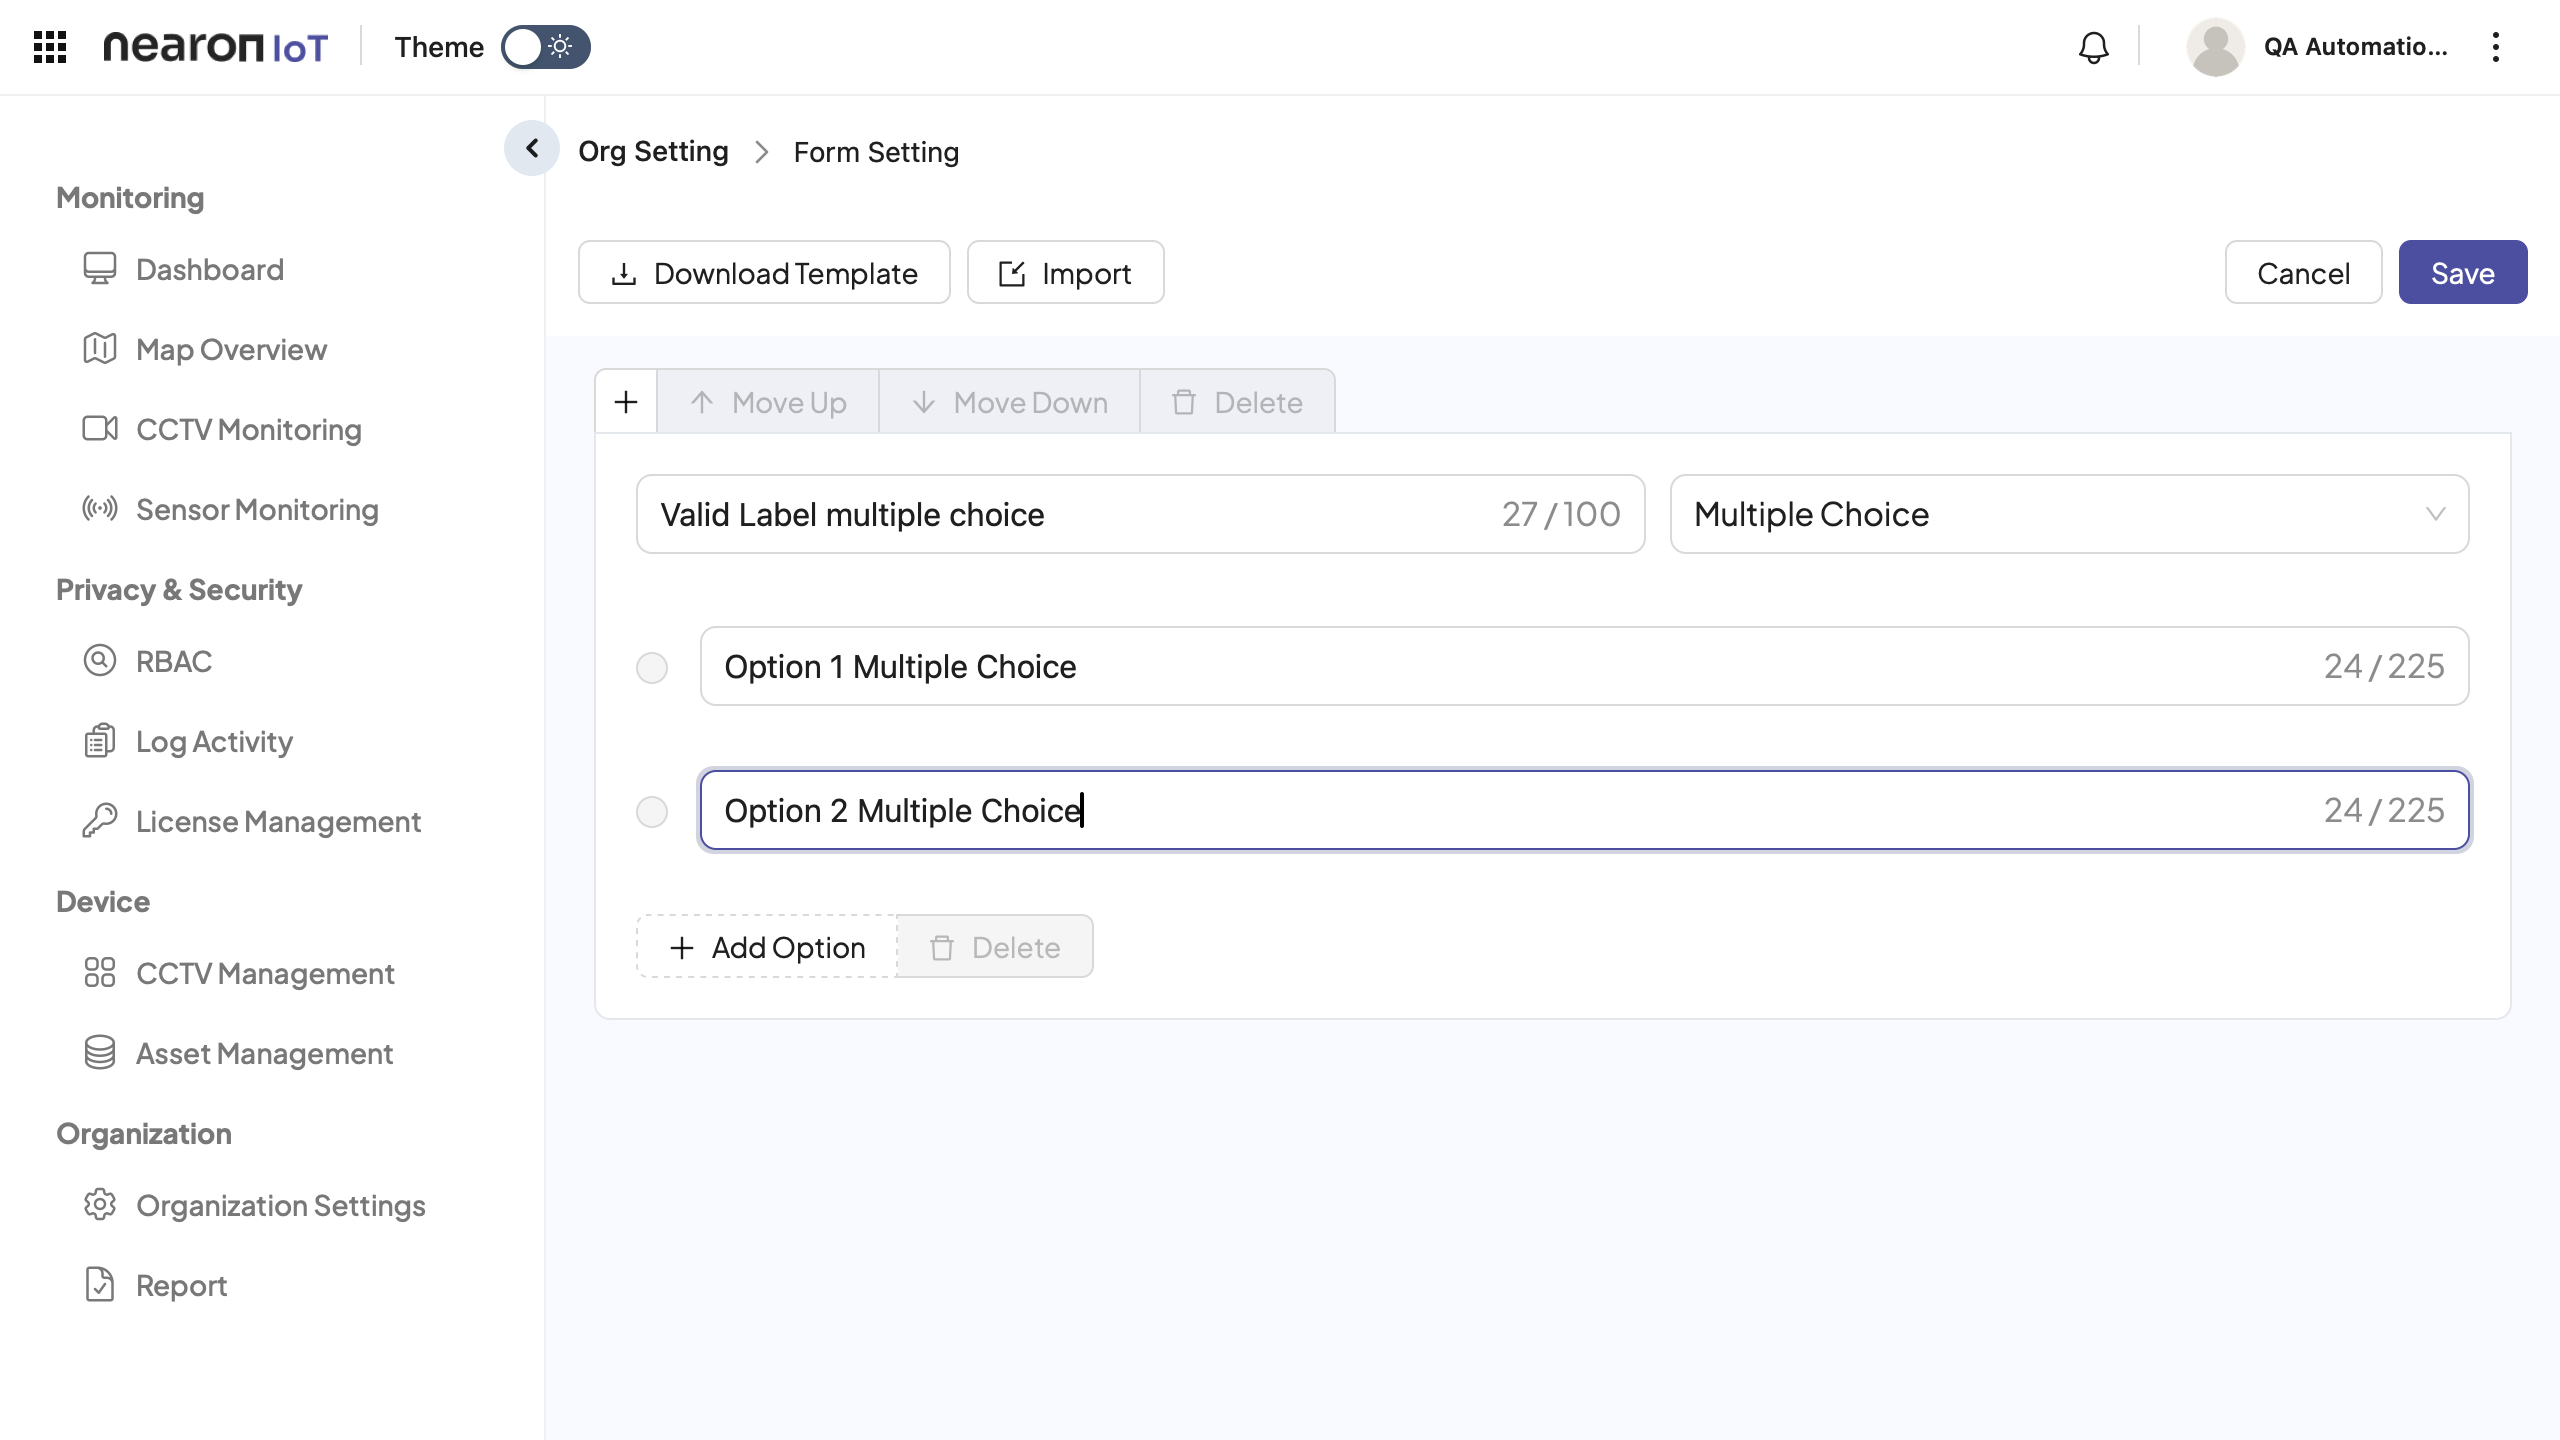 nearon IoT
Theme
QA Automatio...
Org Setting
Form Setting
Monitoring
Dashboard
Map Overview
CCTV Monitoring
Sensor Monitoring
Privacy & Security
RBAC
Log Activity
License Management
Device
CCTV Management
Asset Management
Organization
Organization Settings
Report
Download Template
Import
Cancel
Save
Move Up
Move Down
Delete
Valid Label multiple choice
27 / 100
Multiple Choice
Option 1 Multiple Choice
24 / 225
Option 2 Multiple Choice
24 / 225
Add Option
Delete